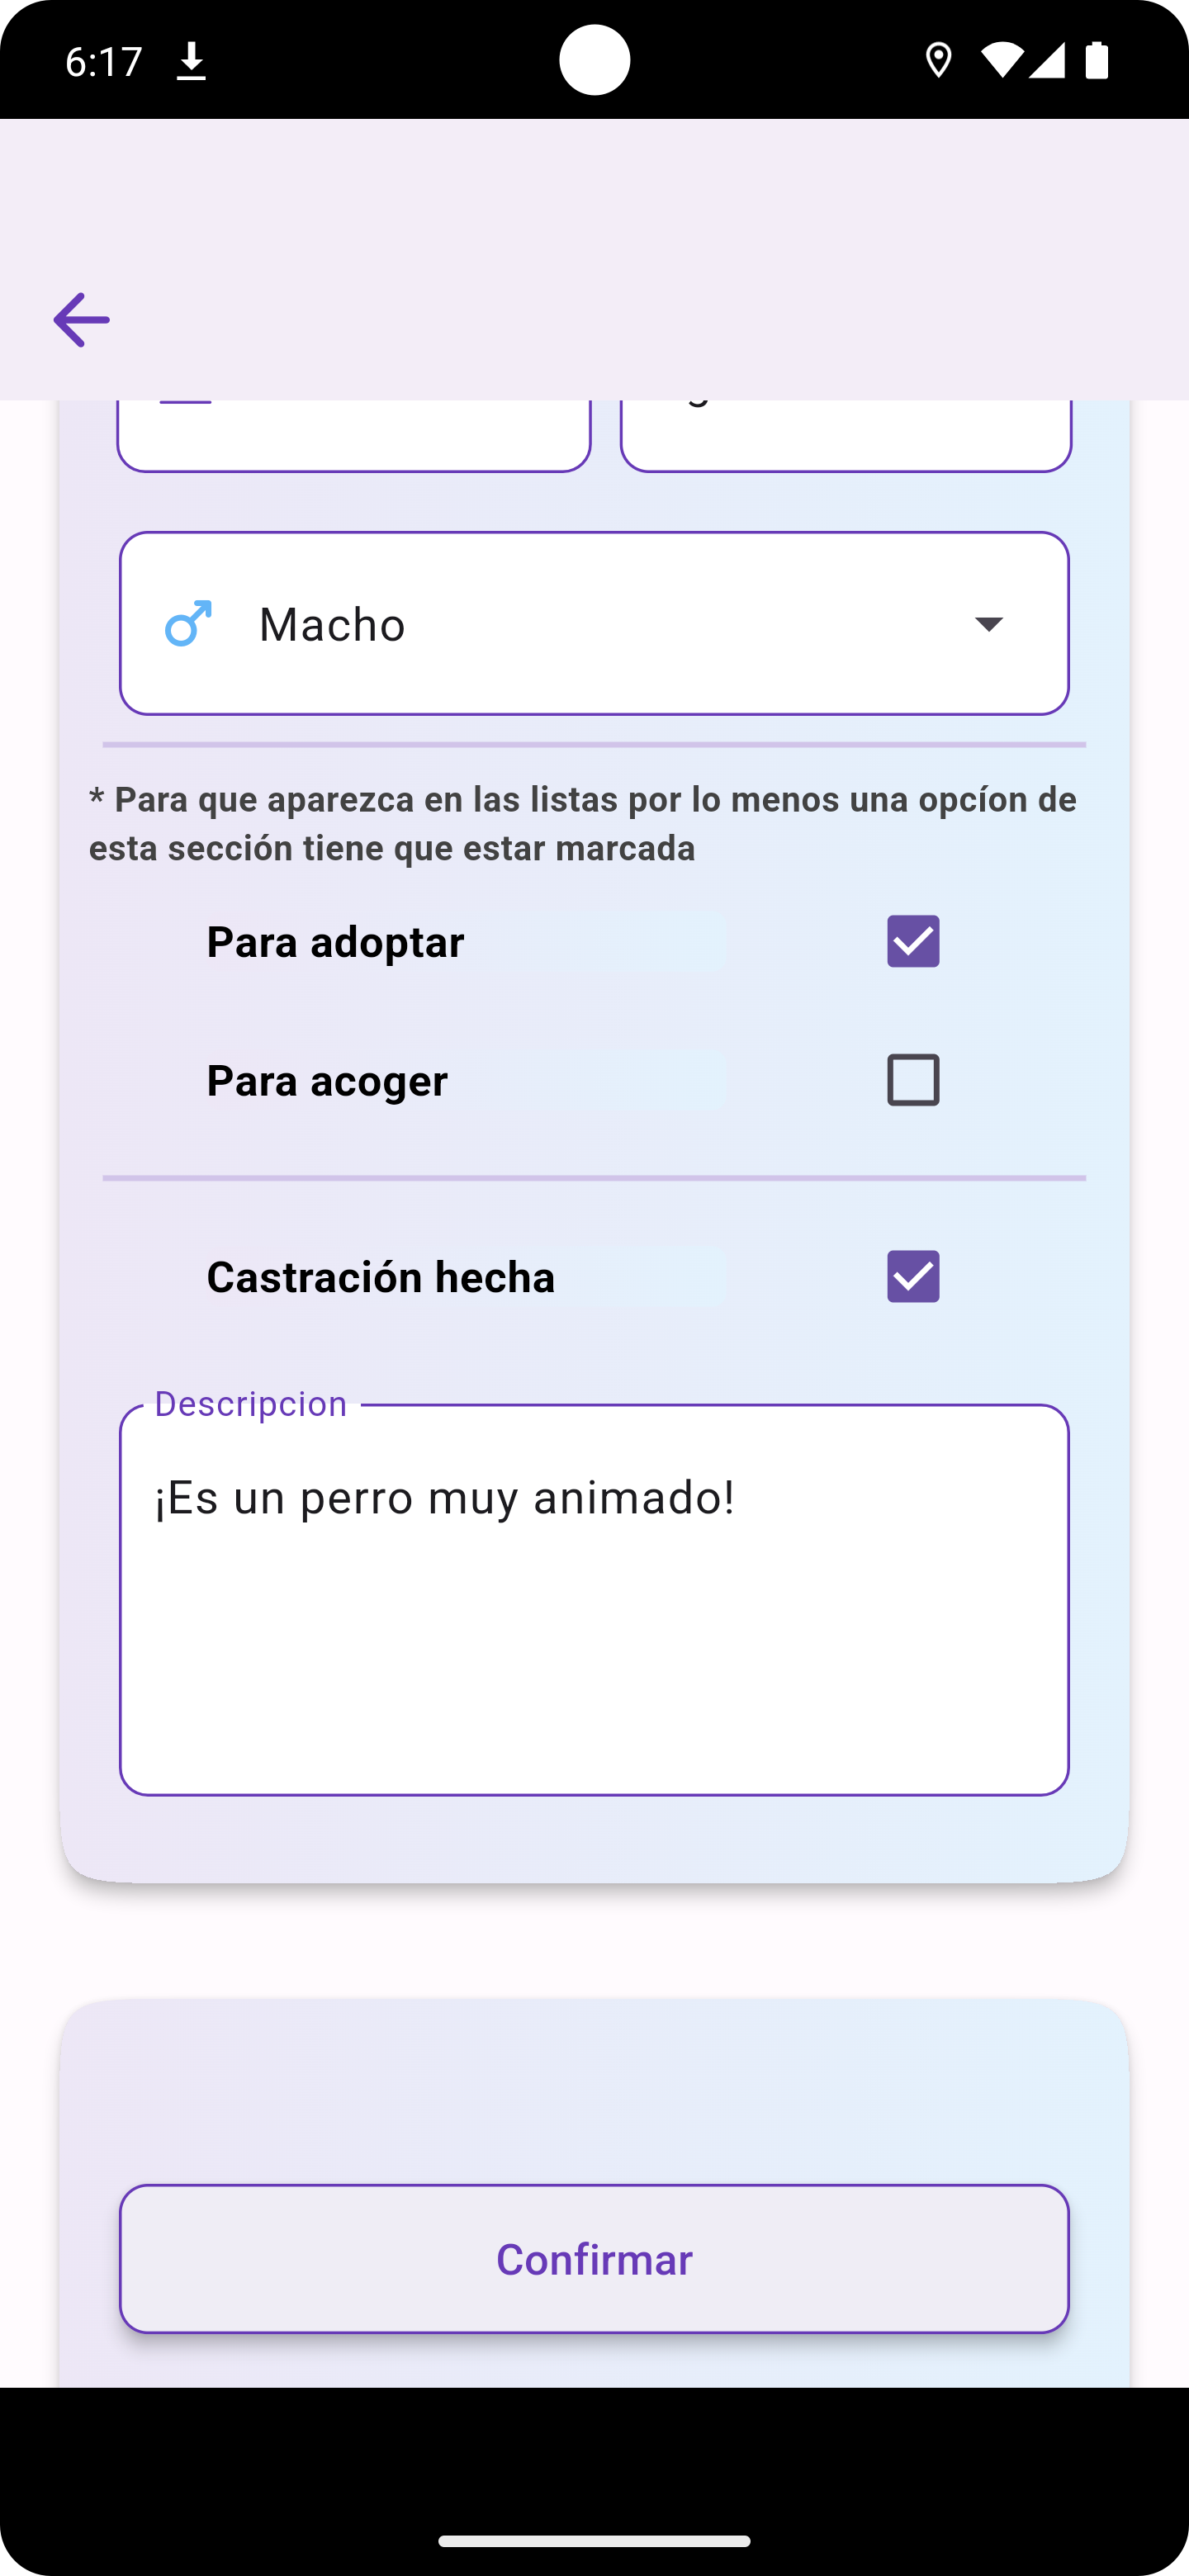 6:17
Macho
* Para que aparezca en las listas por lo menos una opcíon de
esta sección tiene que estar marcada
Para adoptar
Para acoger
Castración hecha
Descripcion
¡Es un perro muy animado!
Confirmar